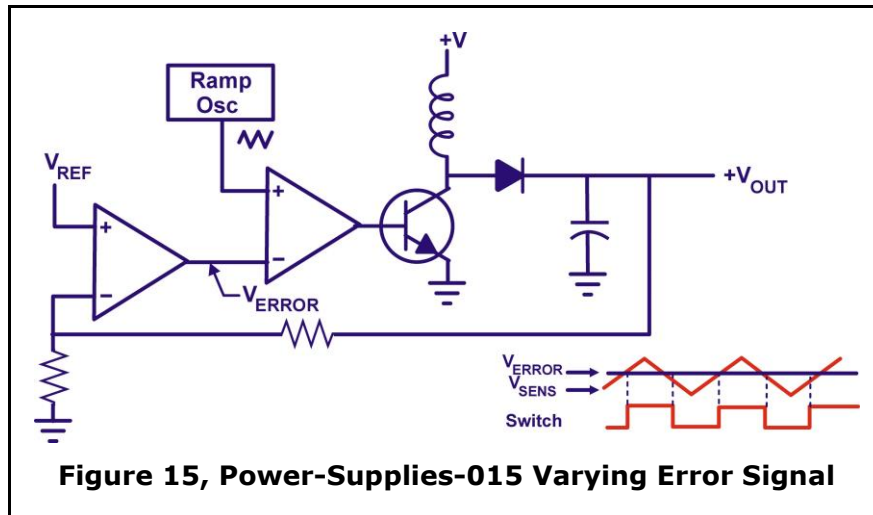 +V
Ramp
Osc
VREF
+
+
+VOUT
−
−
VERROR
VERROR
VSENS
Switch
Figure 15, Power-Supplies-015 Varying Error Signal